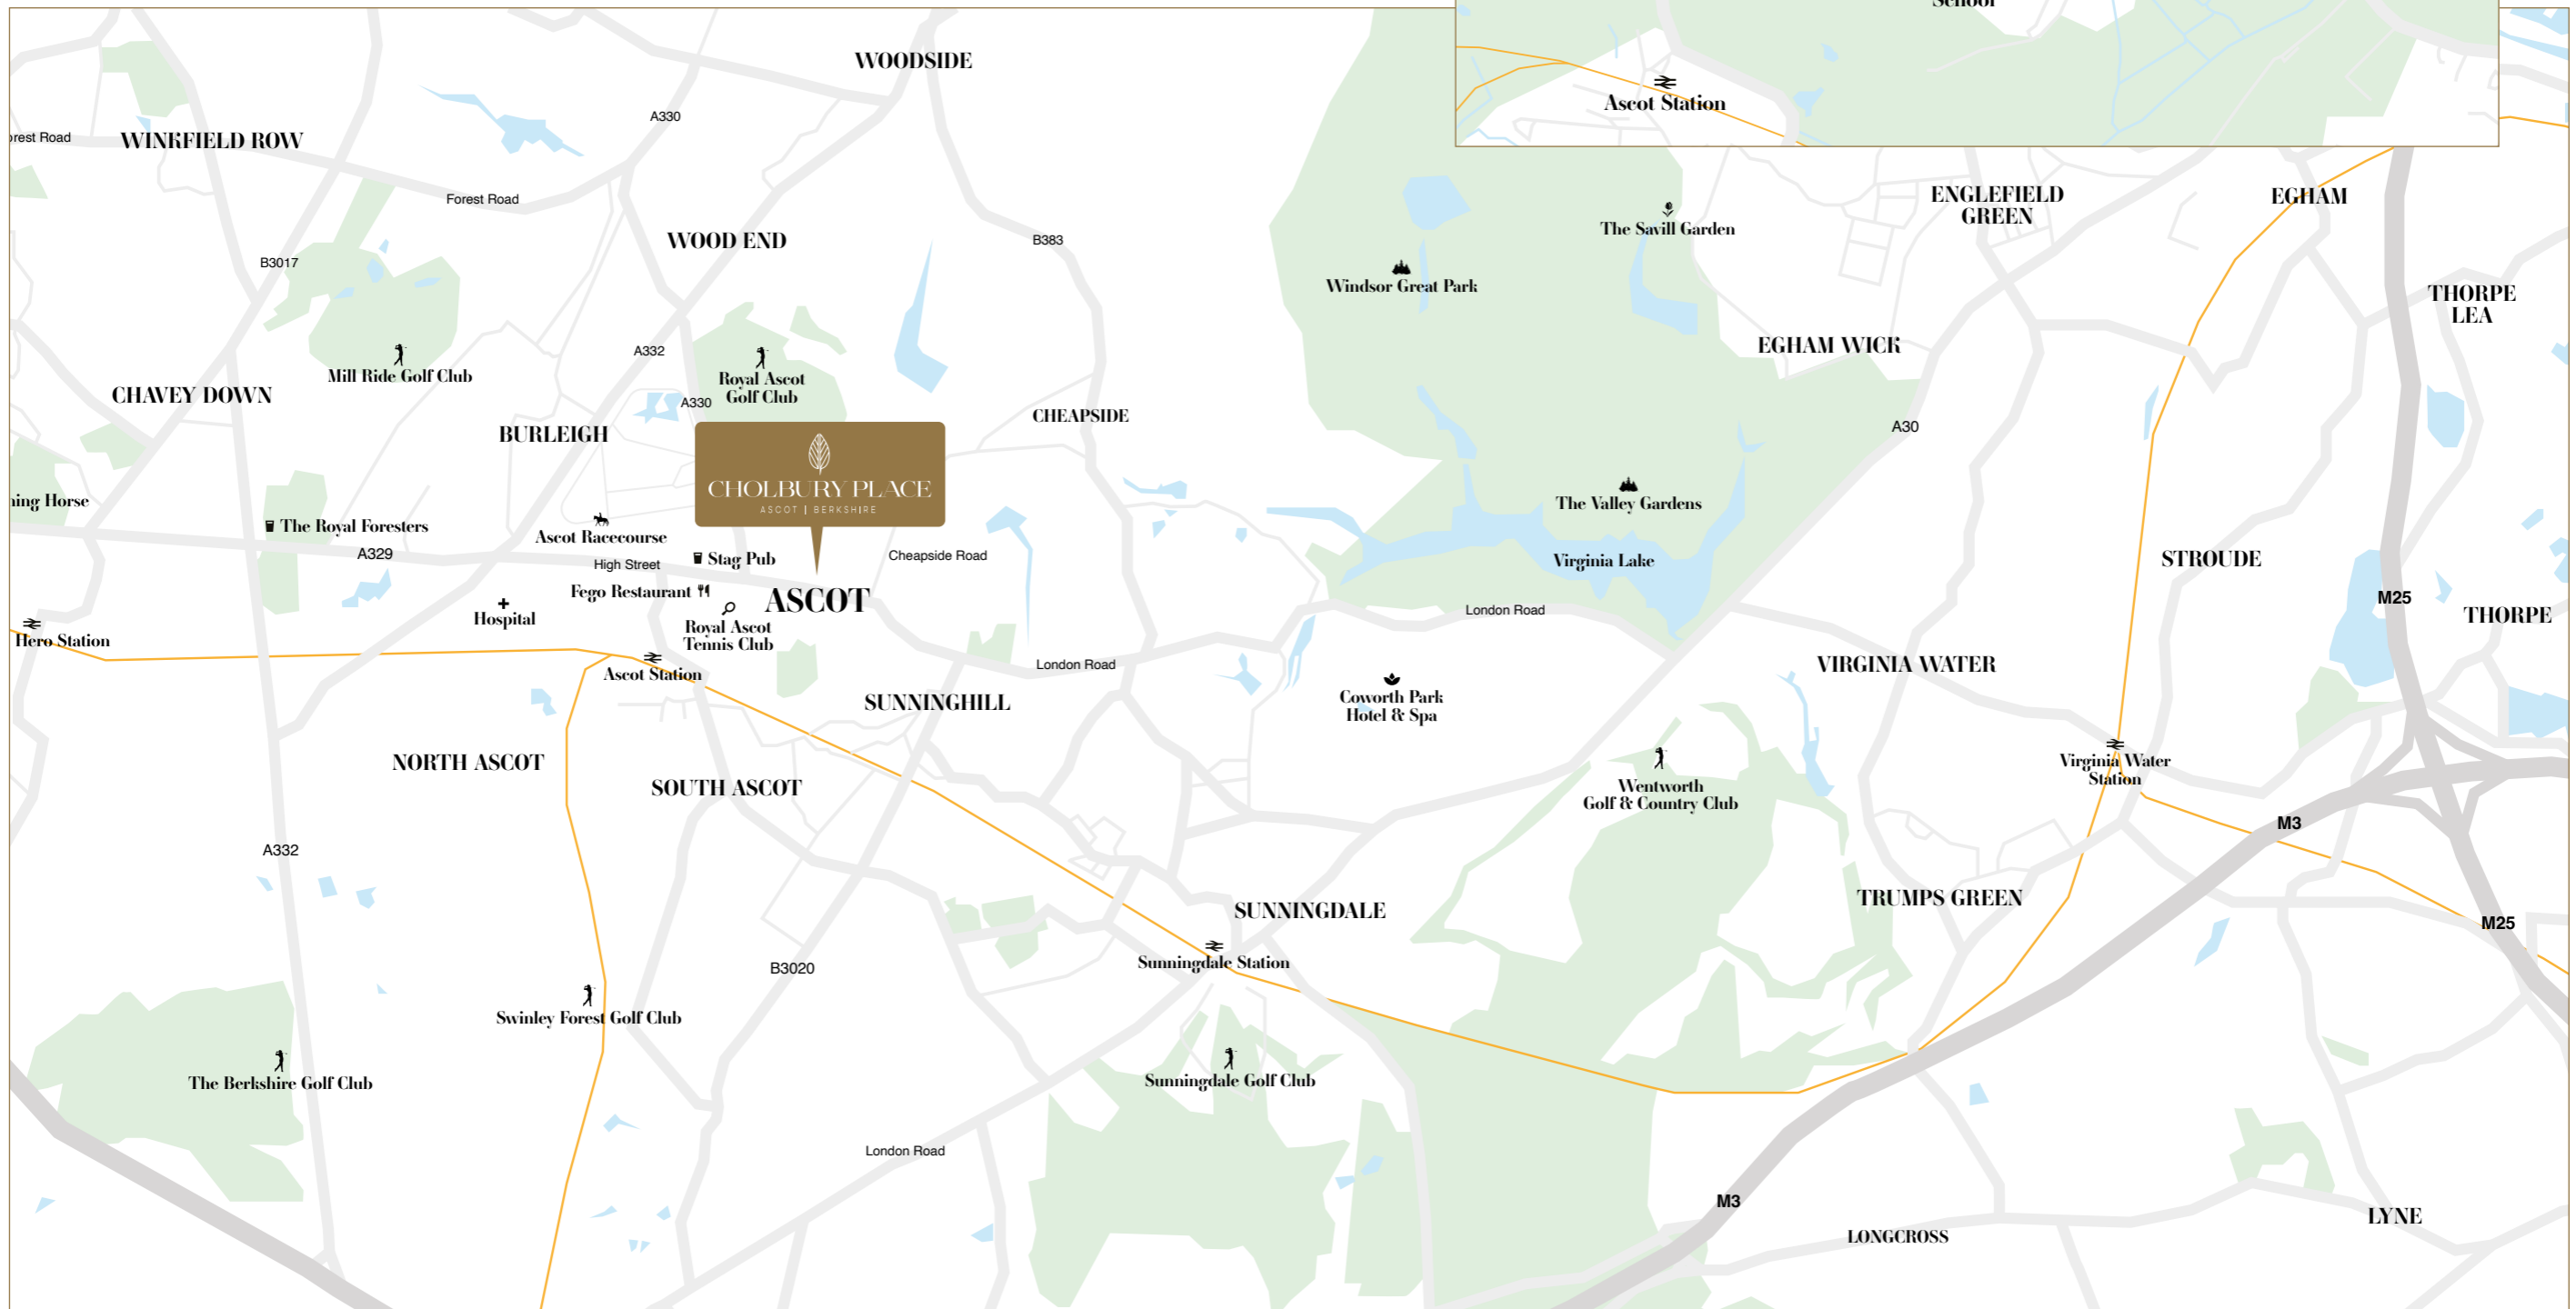 School
WOODSIDE
Ascot Station
A330
WINKFIELD ROW
Forest Road
ENGLEFIELD
GREEN
EGHAM
The Savill Garden
WOOD END
B383
B3017
Windsor Great Park
THORPE
LEA
EGHAM WICK
A332
Mill Ride Golf Club
Royal Ascot
Golf Club
CHAVEY DOWN
A330
CHEAPSIDE
A30
BURLEIGH
CHOLBURY PLACE
ASCOT | BERKSHIRE
Horse
The Valley Gardens
The Royal Foresters
Ascot Racecourse
A329
High Street
Stag Pub
Cheapside Road
Virginia Lake
STROUDE
Fego Restaurant
ASCOT
M25
London Road
THORPE
Hospital
Royal Ascot
Tennis Club
Hero Station
London Road
VIRGINIA WATER
Ascot Station
SUNNINGHILL
Coworth Park
Hotel & Spa
NORTH ASCOT
Virginia Water
Station
SOUTH ASCOT
Wentworth
Golf & Country Club
M3
A332
TRUMPS GREEN
SUNNINGDALE
M25
Sunningdale Station
B3020
Swinley Forest Golf Club
The Berkshire Golf Club
Sunningdale Golf Club
London Road
M3
LYNE
LONGCROSS